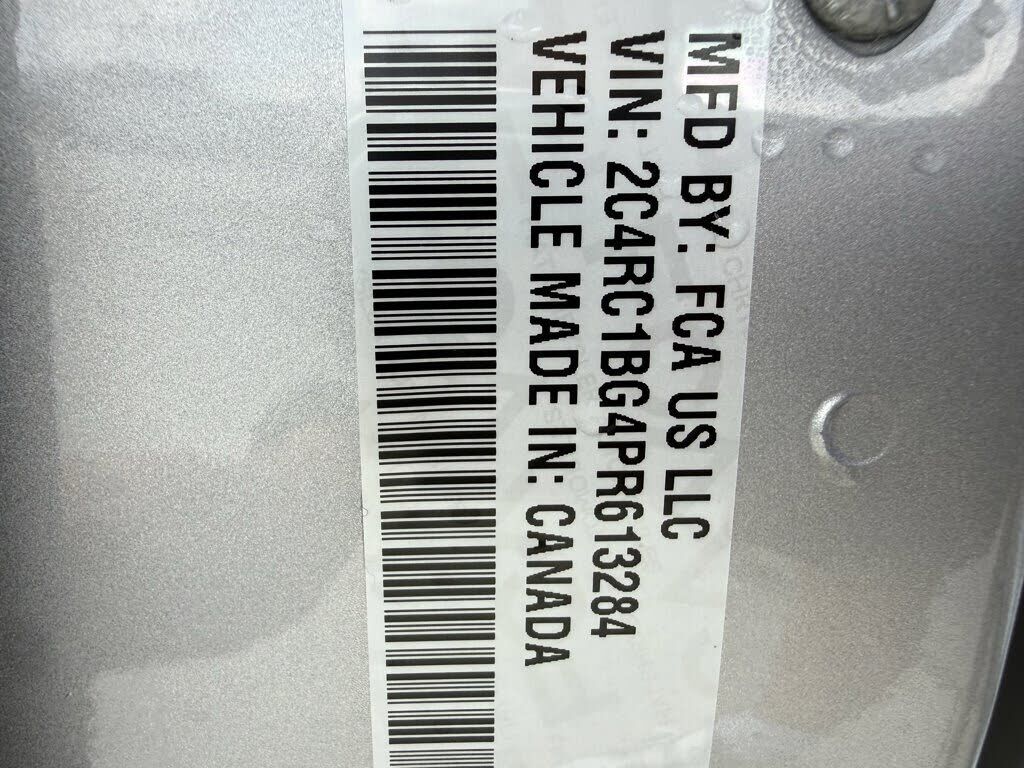 MFD BY: FCA US LLC
VIN: 2C4RC1BG4PR613284
VEHICLE MADE IN: CANADA